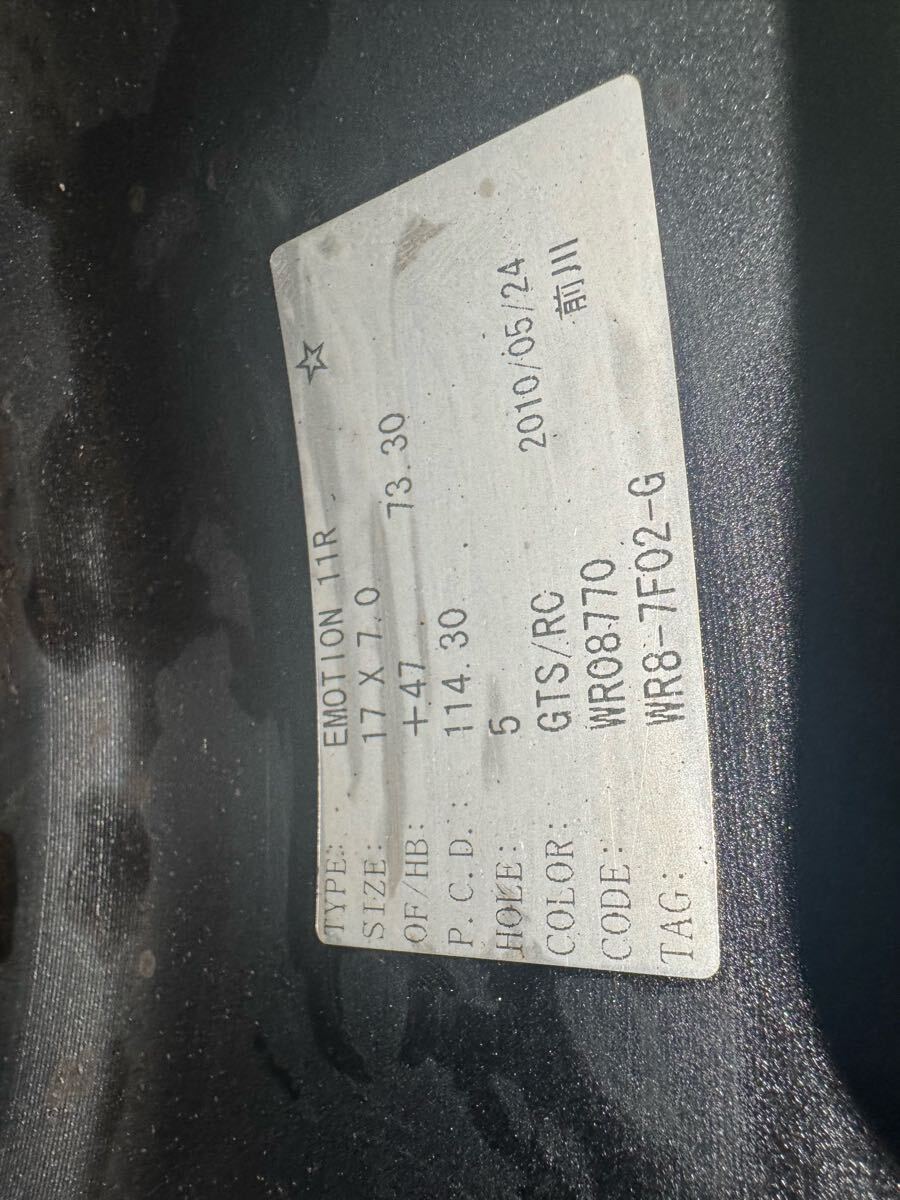 TYPE: EMOTION 11R ☆
SIZE: 17 X 7.0
OF/HB: +47 73.30
P.C.D.: 114.30
HOLE: 5
COLOR: GTS/RC 2010/05/24
CODE: WR08770 前川
TAG: WR8-7F02-G